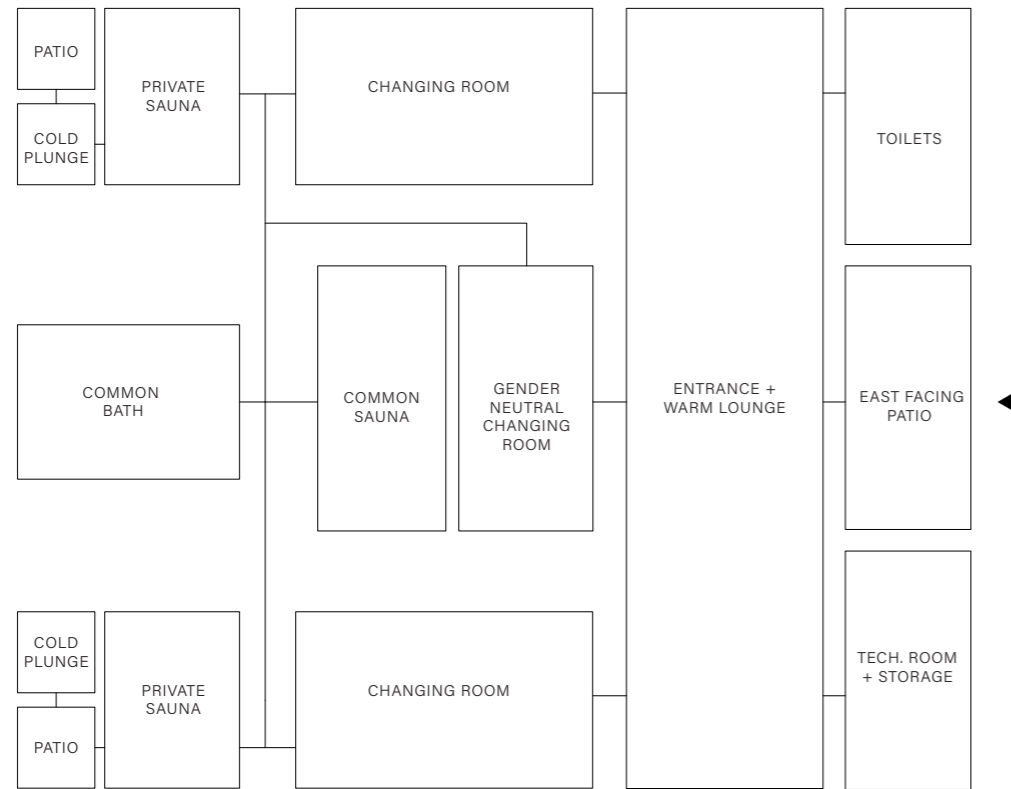 PATIO
PRIVATE
SAUNA
CHANGING ROOM
COLD
PLUNGE
TOILETS
COMMON
BATH
COMMON
SAUNA
GENDER
NEUTRAL
CHANGING
ROOM
ENTRANCE +
WARM LOUNGE
EAST FACING
PATIO
COLD
PLUNGE
PRIVATE
SAUNA
CHANGING ROOM
TECH. ROOM
+ STORAGE
PATIO